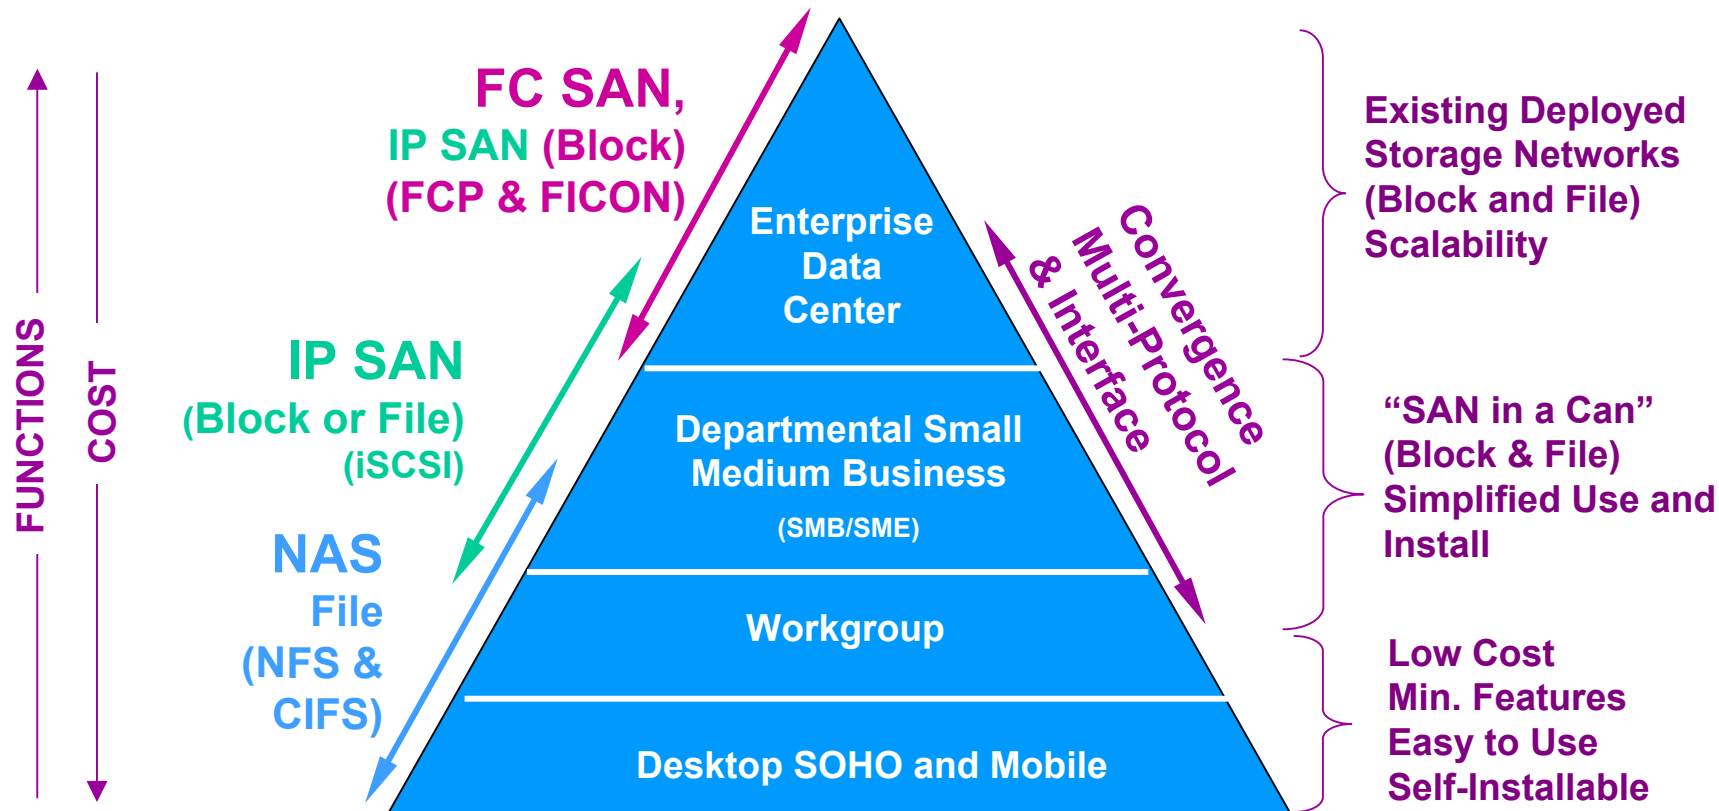 FUNCTIONS
COST
FC SAN,
IP SAN (Block)
(FCP & FICON)
IP SAN
(Block or File)
(iSCSI)
NAS
File
(NFS &
CIFS)
Enterprise
Data
Center
Departmental Small
Medium Business
(SMB/SME)
Workgroup
Desktop SOHO and Mobile
Convergence
Multi-Protocol
& Interface
Existing Deployed
Storage Networks
(Block and File)
Scalability
“SAN in a Can”
(Block & File)
Simplified Use and
Install
Low Cost
Min. Features
Easy to Use
Self-Installable